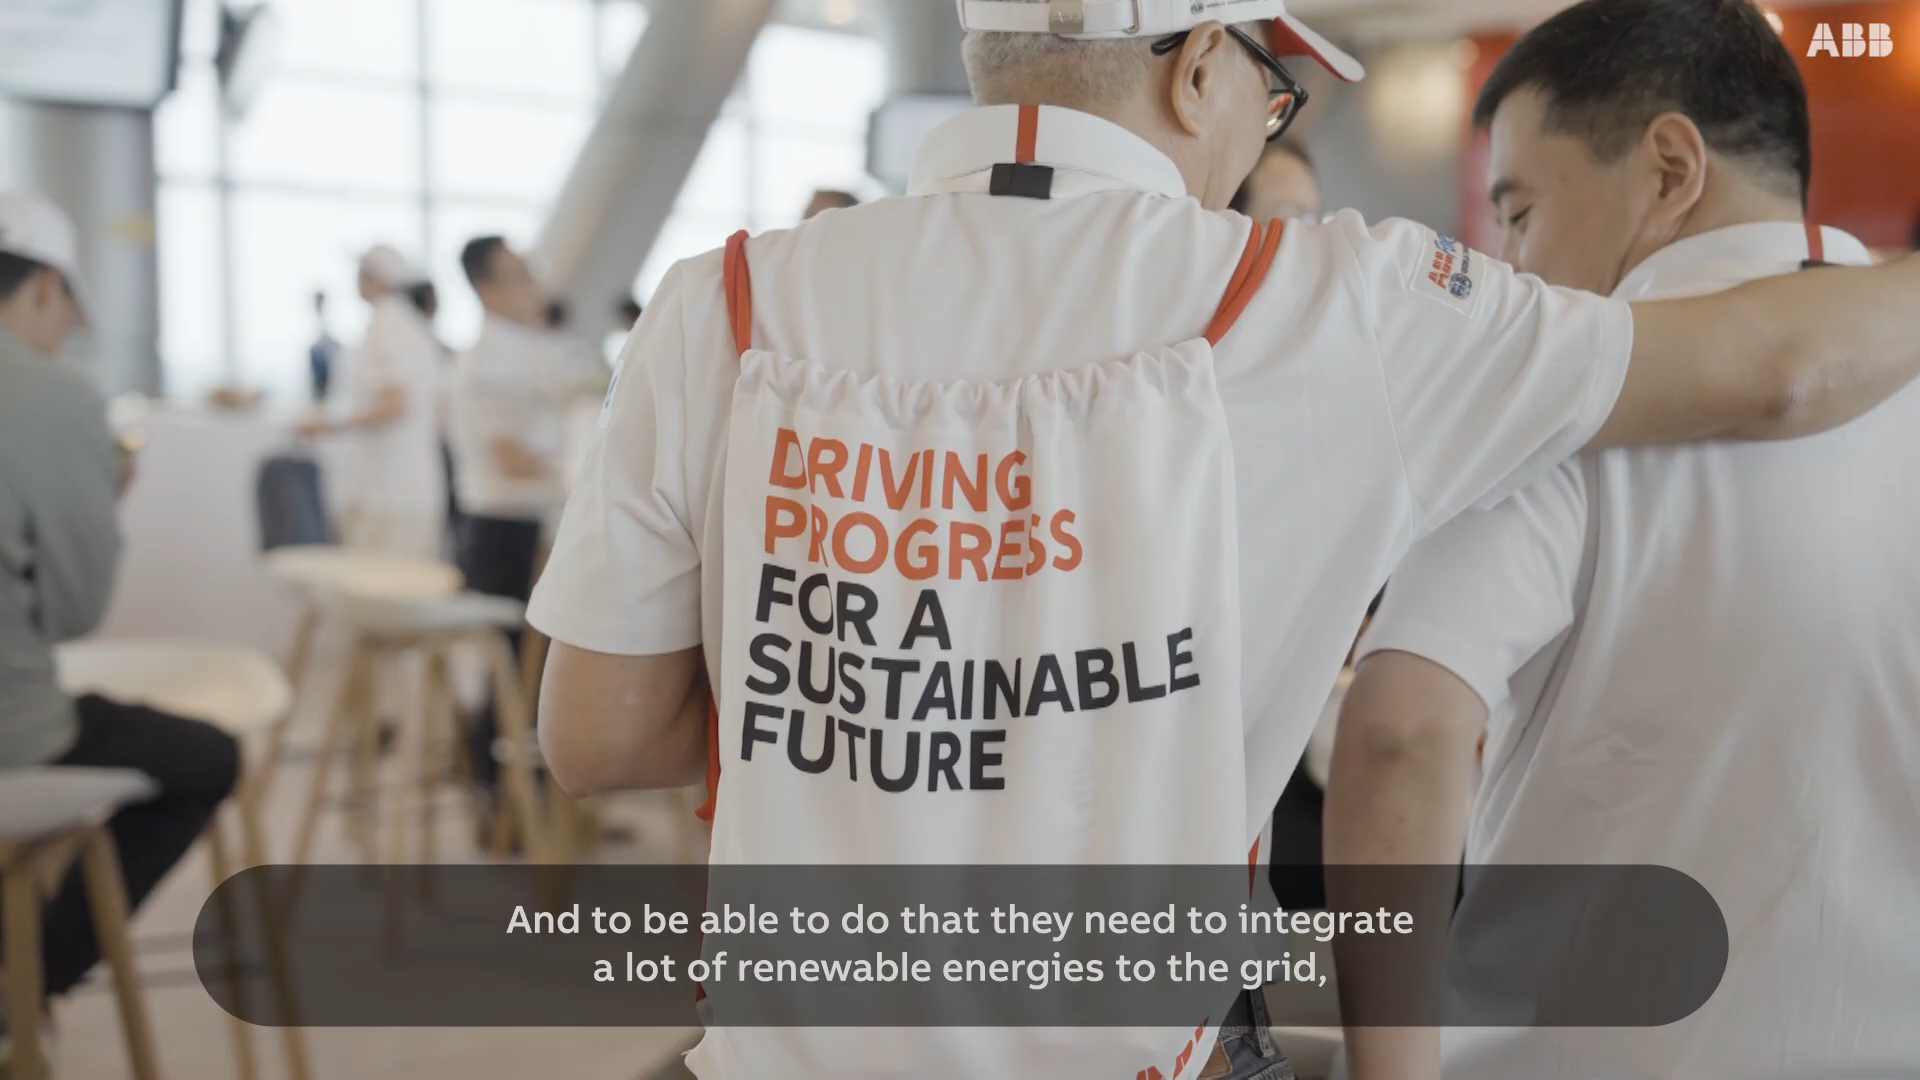 ABB
DRIVING
PROGRESS
FOR A
SUSTAINABLE
FUTURE
And to be able to do that they need to integrate
a lot of renewable energies to the grid,